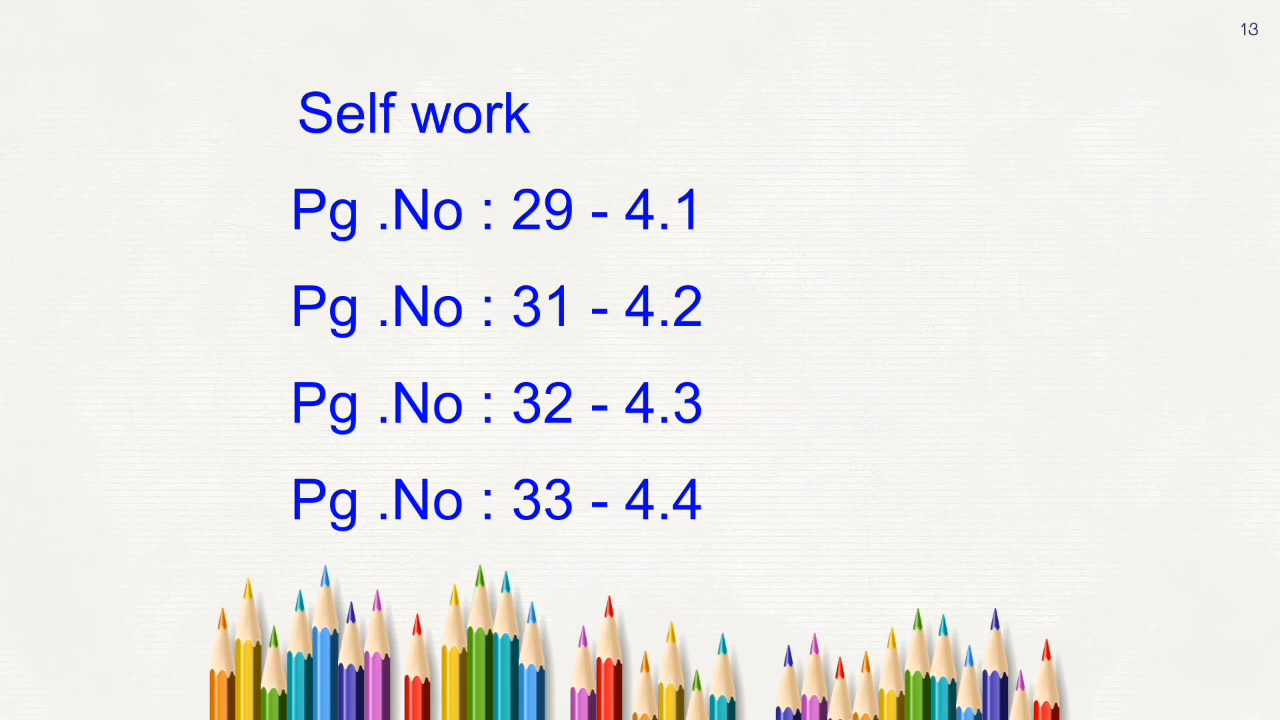 13
Self work
Pg .No : 29 - 4.1
Pg .No : 31 - 4.2
Pg .No : 32 - 4.3
Pg .No : 33 - 4.4